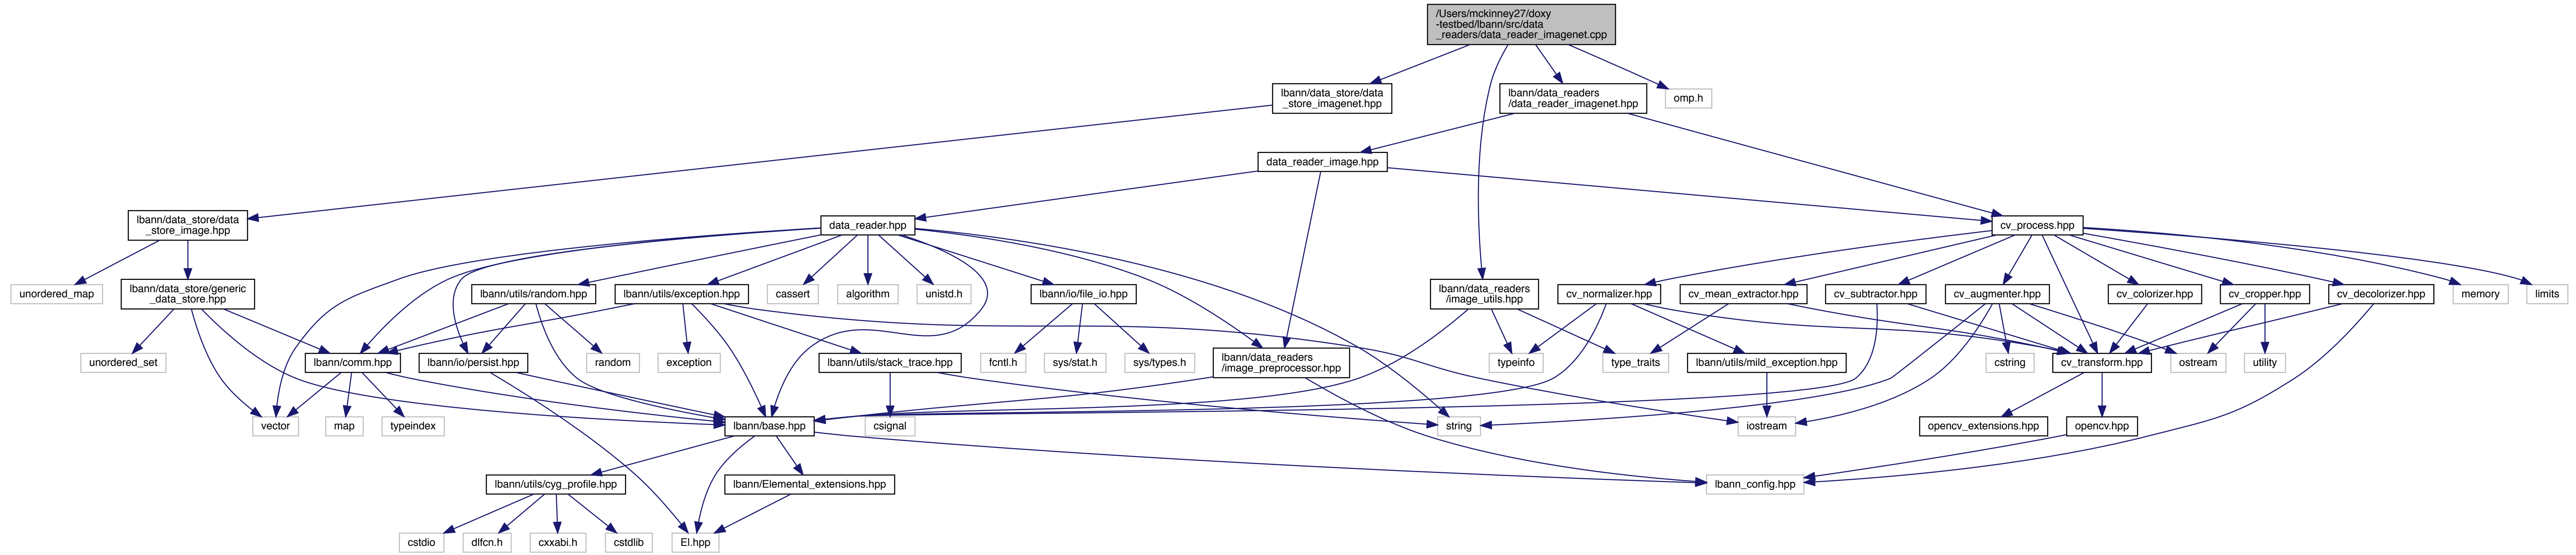 /Users/mckinney27/doxy
-testbed/lbann/src/data
_readers/data_reader_imagenet.cpp
lbann/data_store/data
_store_imagenet.hpp
lbann/data_readers
/data_reader_imagenet.hpp
omp.h
data_reader_image.hpp
lbann/data_store/data
_store_image.hpp
data_reader.hpp
cv_process.hpp
unordered_map
lbann/data_store/generic
_data_store.hpp
lbann/utils/random.hpp
lbann/utils/exception.hpp
cassert
algorithm
unistd.h
lbann/io/file_io.hpp
lbann/data_readers
/image_utils.hpp
cv_normalizer.hpp
cv_mean_extractor.hpp
cv_subtractor.hpp
cv_augmenter.hpp
cv_colorizer.hpp
cv_cropper.hpp
cv_decolorizer.hpp
memory
limits
unordered_set
lbann/comm.hpp
lbann/io/persist.hpp
random
exception
lbann/utils/stack_trace.hpp
fcntl.h
sys/stat.h
sys/types.h
lbann/data_readers
/image_preprocessor.hpp
typeinfo
type_traits
lbann/utils/mild_exception.hpp
cstring
cv_transform.hpp
ostream
utility
vector
map
typeindex
lbann/base.hpp
csignal
string
iostream
opencv_extensions.hpp
opencv.hpp
lbann/utils/cyg_profile.hpp
lbann/Elemental_extensions.hpp
lbann_config.hpp
cstdio
dlfcn.h
cxxabi.h
cstdlib
El.hpp